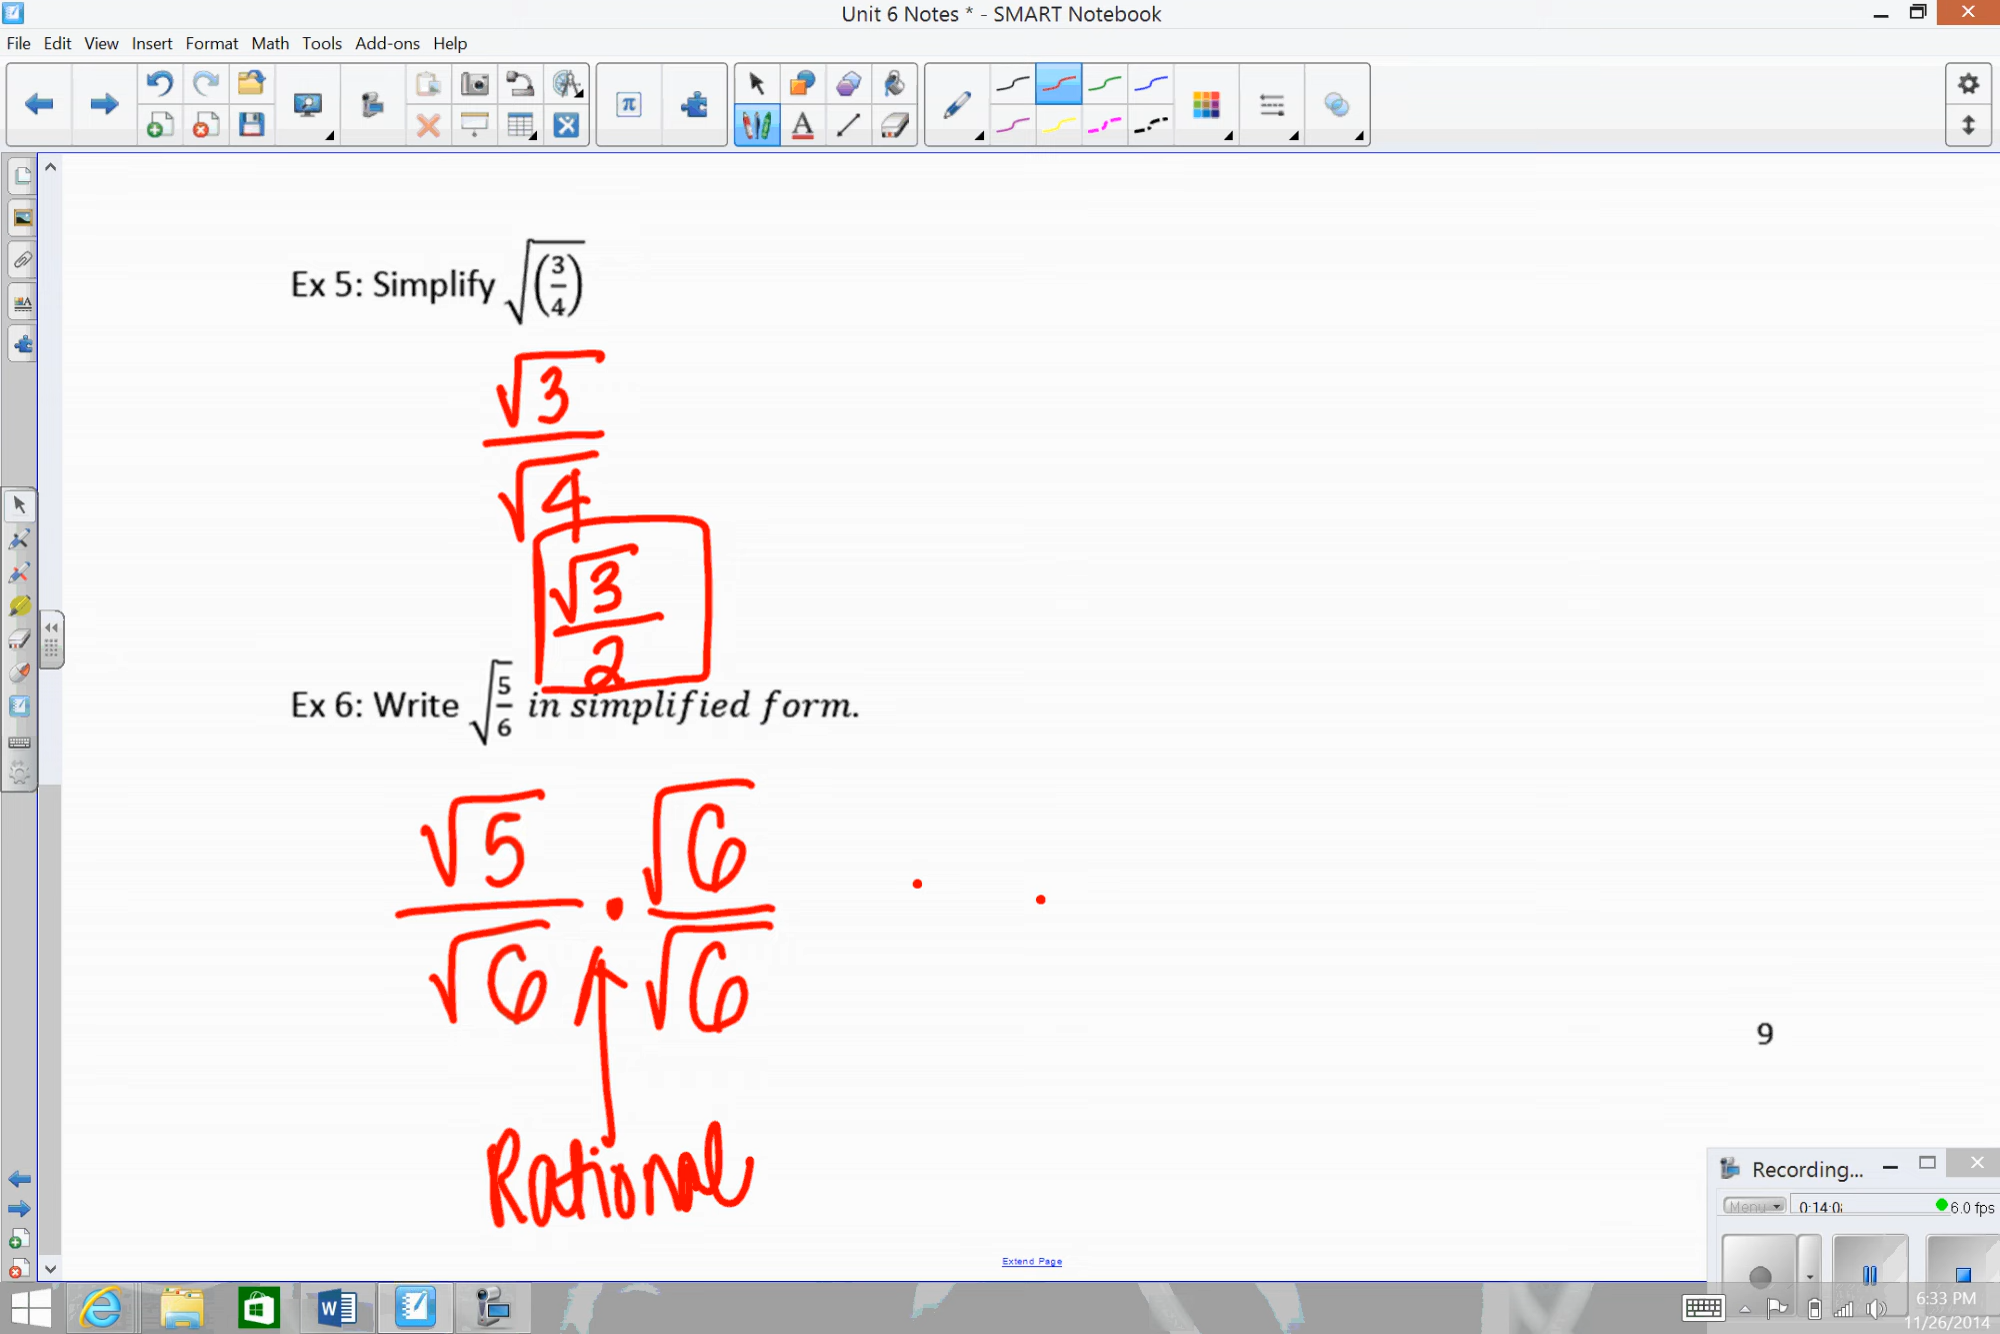 Unit 6 Notes * - SMART Notebook
File Edit View Insert Format Math Tools Add-ons Help
π
A
Ex 5: Simplify √(3/4)
√3
√4
√3
2
Ex 6: Write √5/6 in simplified form.
√5 • √6
√6 √6
Rational
9
Extend Page
Recording...
Menu 0:14:0 6.0 fps
6:33 PM
11/26/2014